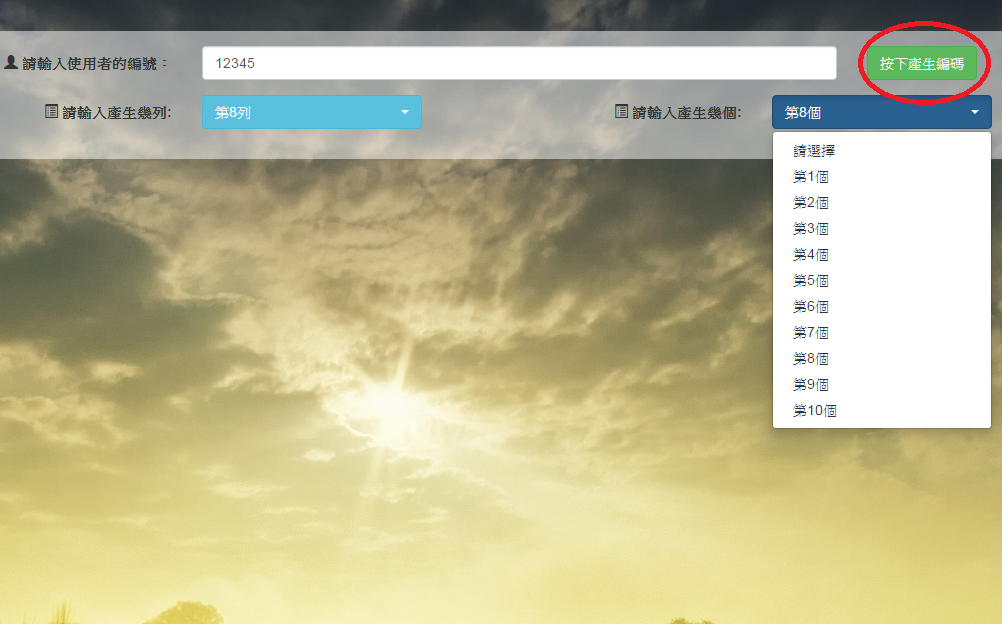 請輸入使用者的編號：
12345
按下產生編碼
請輸入產生幾列:
第8列
請輸入產生幾個:
第8個
請選擇
第1個
第2個
第3個
第4個
第5個
第6個
第7個
第8個
第9個
第10個